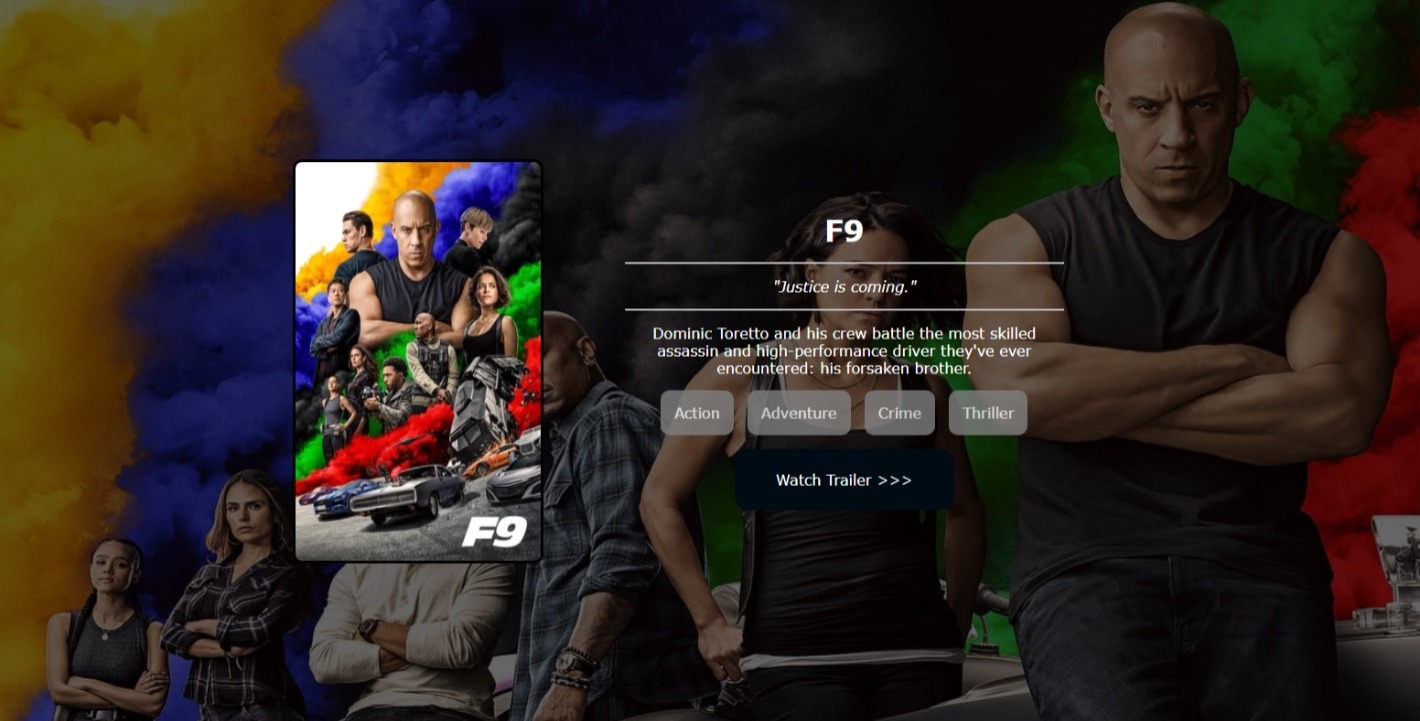 F9
F9
"Justice is coming."
Dominic Toretto and his crew battle the most skilled
assassin and high-performance driver they've ever
encountered: his forsaken brother.
Action Adventure Crime Thriller
Watch Trailer >>>